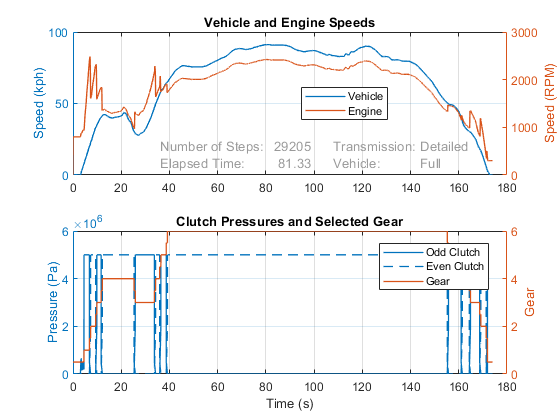 Vehicle and Engine Speeds
100
50
0
Speed (kph)
3000
2000
1000
0
Speed (RPM)
Vehicle
Engine
Number of Steps: 29205 Transmission: Detailed
Elapsed Time: 81.33 Vehicle: Full
0 20 40 60 80 100 120 140 160 180
Clutch Pressures and Selected Gear
×10^6
6
4
2
0
Pressure (Pa)
6
4
2
0
Gear
Odd Clutch
Even Clutch
Gear
0 20 40 60 80 100 120 140 160 180
Time (s)